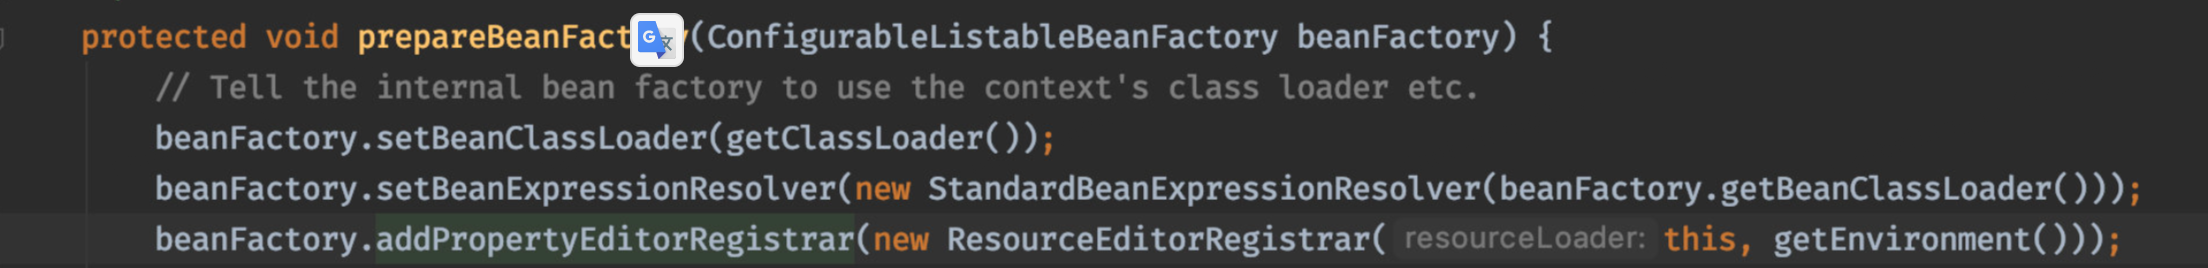 protected void prepareBeanFact y(ConfigurableListableBeanFactory beanFactory) {
// Tell the internal bean factory to use the context's class loader etc.
beanFactory.setBeanClassLoader(getClassLoader());
beanFactory.setBeanExpressionResolver(new StandardBeanExpressionResolver(beanFactory.getBeanClassLoader()));
beanFactory.addPropertyEditorRegistrar(new ResourceEditorRegistrar( resourceLoader: this, getEnvironment()));